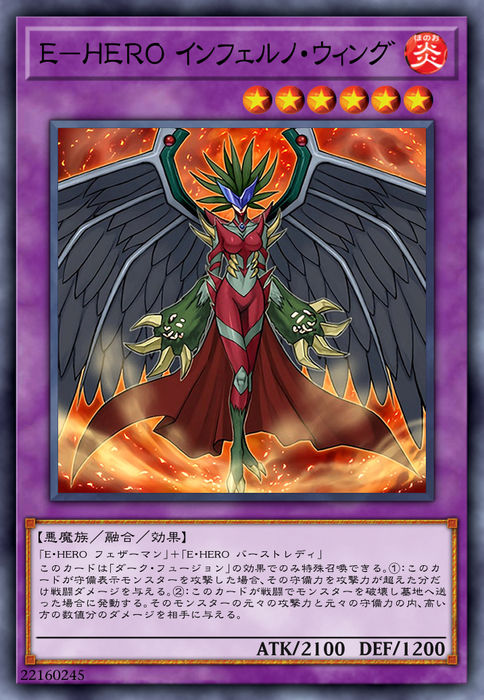 E－HERO インフェルノ・ウィング
ほのお
炎
【悪魔族／融合／効果】
「E・HERO フェザーマン」＋「E・HERO バーストレディ」
このカードは「ダーク・フュージョン」の効果でのみ特殊召喚できる。①：このカー
ドが守備表示モンスターを攻撃した場合、その守備力を攻撃力が超えた分だ
け戦闘ダメージを与える。②：このカードが戦闘でモンスターを破壊し墓地へ送
った場合に発動する。そのモンスターの元々の攻撃力と元々の守備力の内、高い
方の数値分のダメージを相手に与える。
ATK/2100 DEF/1200
22160245